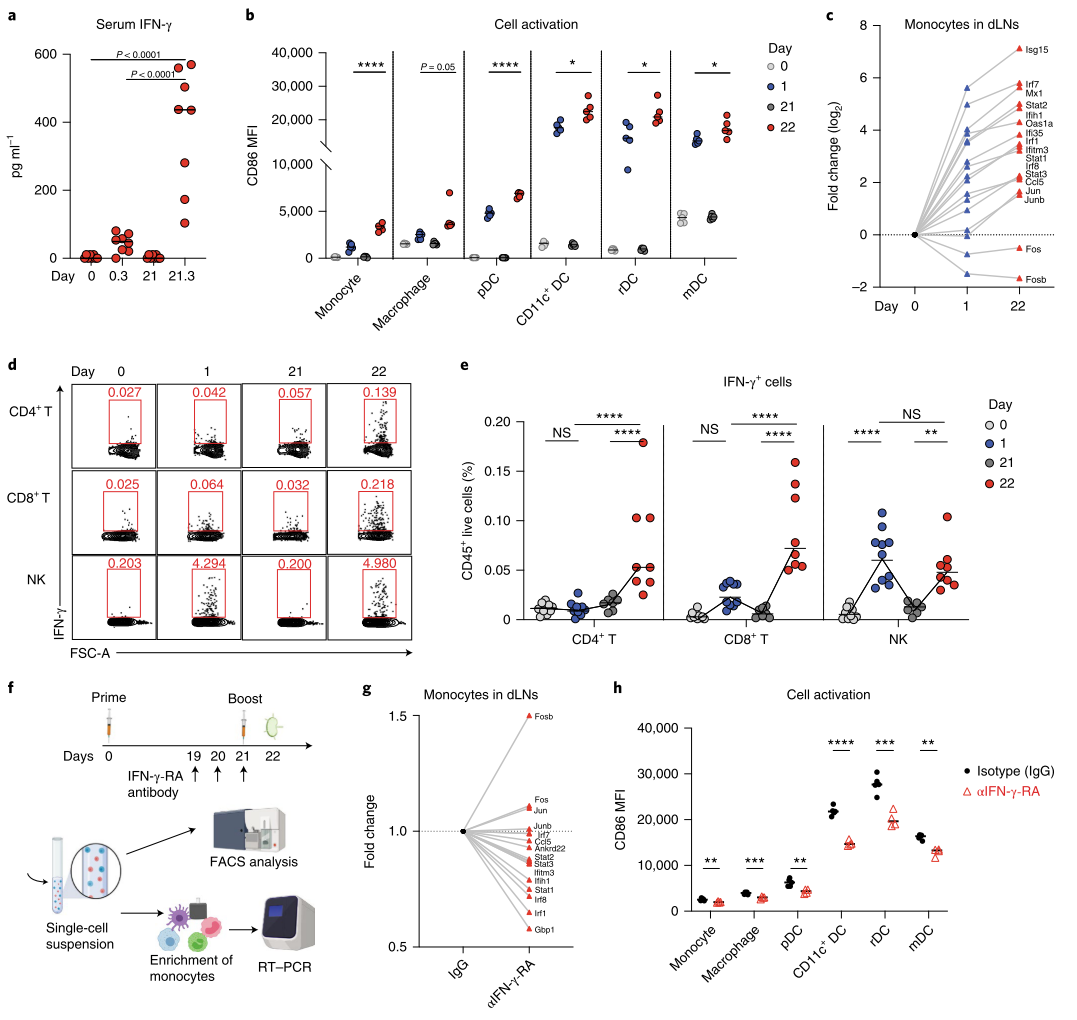 a
Serum IFN-γ
600
400
200
0
pg ml⁻¹
P < 0.0001
P < 0.0001
Day 0 0.3 21 21.3
b
Cell activation
40,000
30,000
20,000
10,000
5,000
0
CD86 MFI
****
P = 0.05
****
*
*
*
Monocyte
Macrophage
pDC
CD11c⁺ DC
rDC
mDC
Day
0
1
21
22
c
Monocytes in dLNs
8
6
4
2
0
−2
Fold change (log₂)
Isg15
Irf7
Mx1
Stat2
Ifih1
Oas1a
Ifi35
Irf1
Ifitm3
Stat1
Irf8
Stat3
Ccl5
Jun
Junb
Fos
Fosb
Day 0 1 22
d
Day 0 1 21 22
CD4⁺ T
0.027 0.042 0.057 0.139
CD8⁺ T
0.025 0.064 0.032 0.218
NK
0.203 4.294 0.200 4.980
IFN-γ
FSC-A
e
IFN-γ⁺ cells
0.20
0.15
0.10
0.05
0
CD45⁺ live cells (%)
NS
****
****
NS
****
****
****
NS
**
CD4⁺ T
CD8⁺ T
NK
Day
0
1
21
22
f
Prime
Boost
Days 0 19 20 21 22
IFN-γ-RA
antibody
FACS analysis
Single-cell
suspension
Enrichment of
monocytes
RT–PCR
g
Monocytes in dLNs
1.5
1.0
0.5
Fold change
Fosb
Fos
Jun
Junb
Irf7
Ccl5
Ankrd22
Stat2
Stat3
Ifitm3
Ifih1
Stat1
Irf8
Irf1
Gbp1
IgG
αIFN-γ-RA
h
Cell activation
40,000
30,000
20,000
10,000
0
CD86 MFI
**
***
**
****
***
**
Monocyte
Macrophage
pDC
CD11c⁺ DC
rDC
mDC
Isotype (IgG)
αIFN-γ-RA